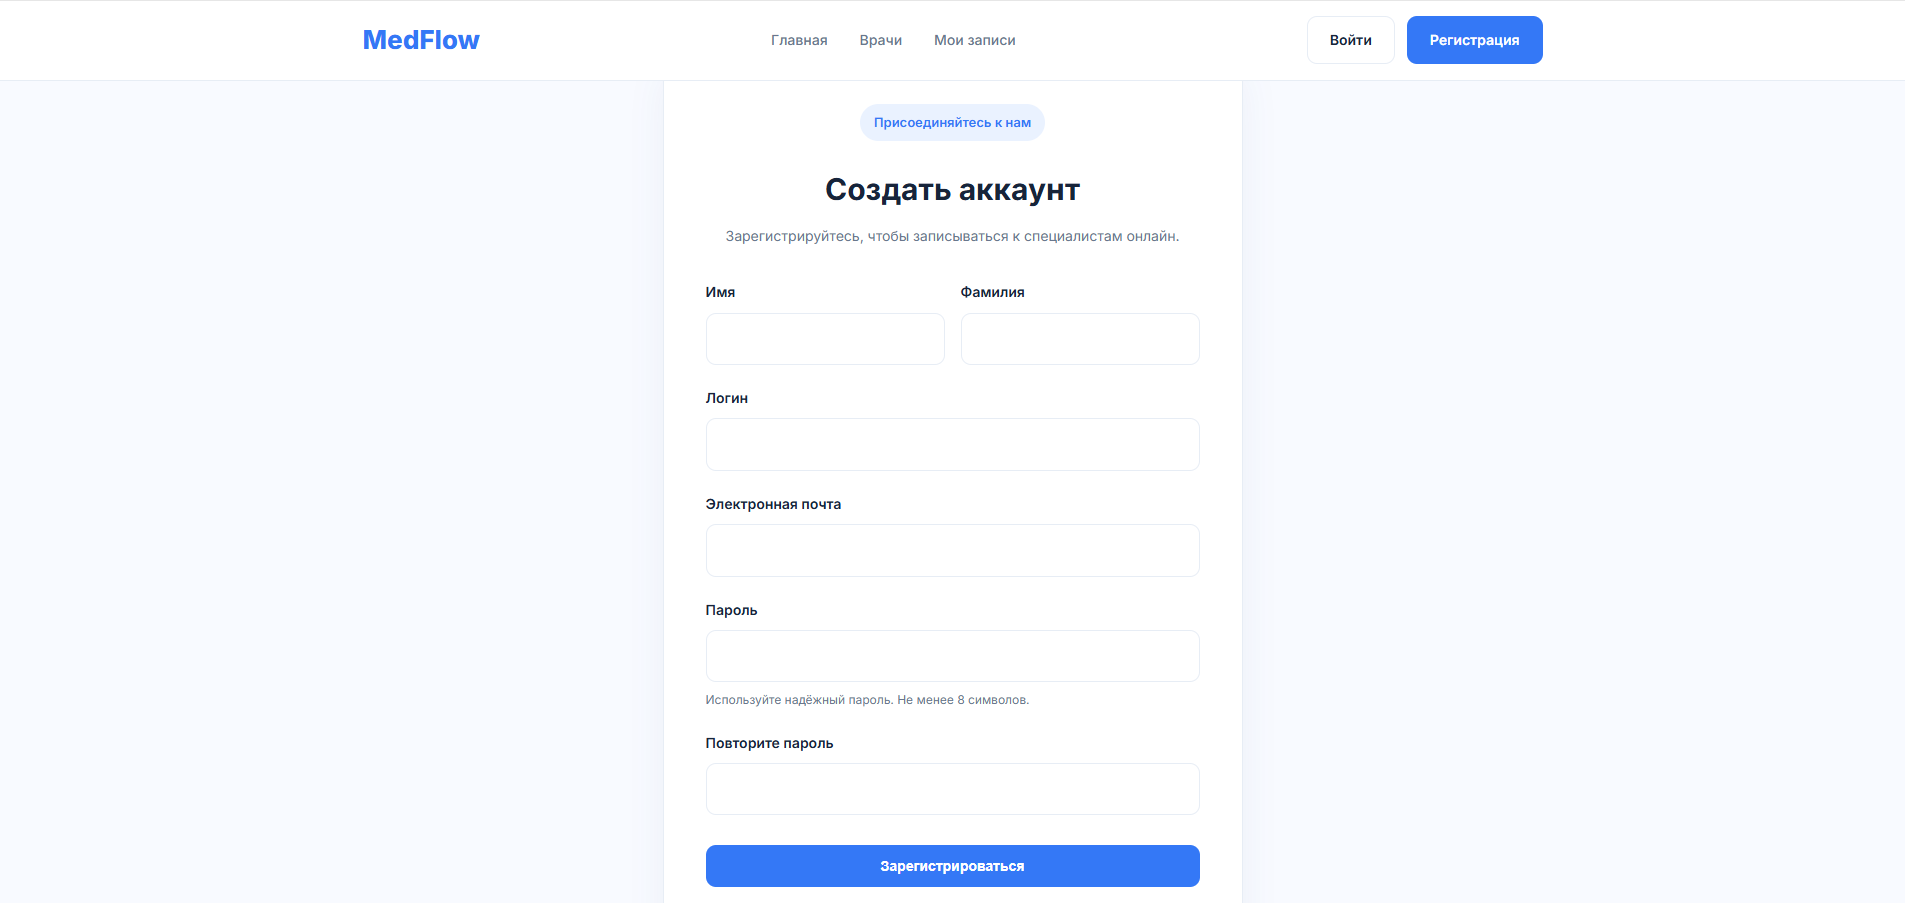 MedFlow
Главная
Врачи
Мои записи
Войти
Регистрация
Присоединяйтесь к нам
Создать аккаунт
Зарегистрируйтесь, чтобы записываться к специалистам онлайн.
Имя
Фамилия
Логин
Электронная почта
Пароль
Используйте надёжный пароль. Не менее 8 символов.
Повторите пароль
Зарегистрироваться